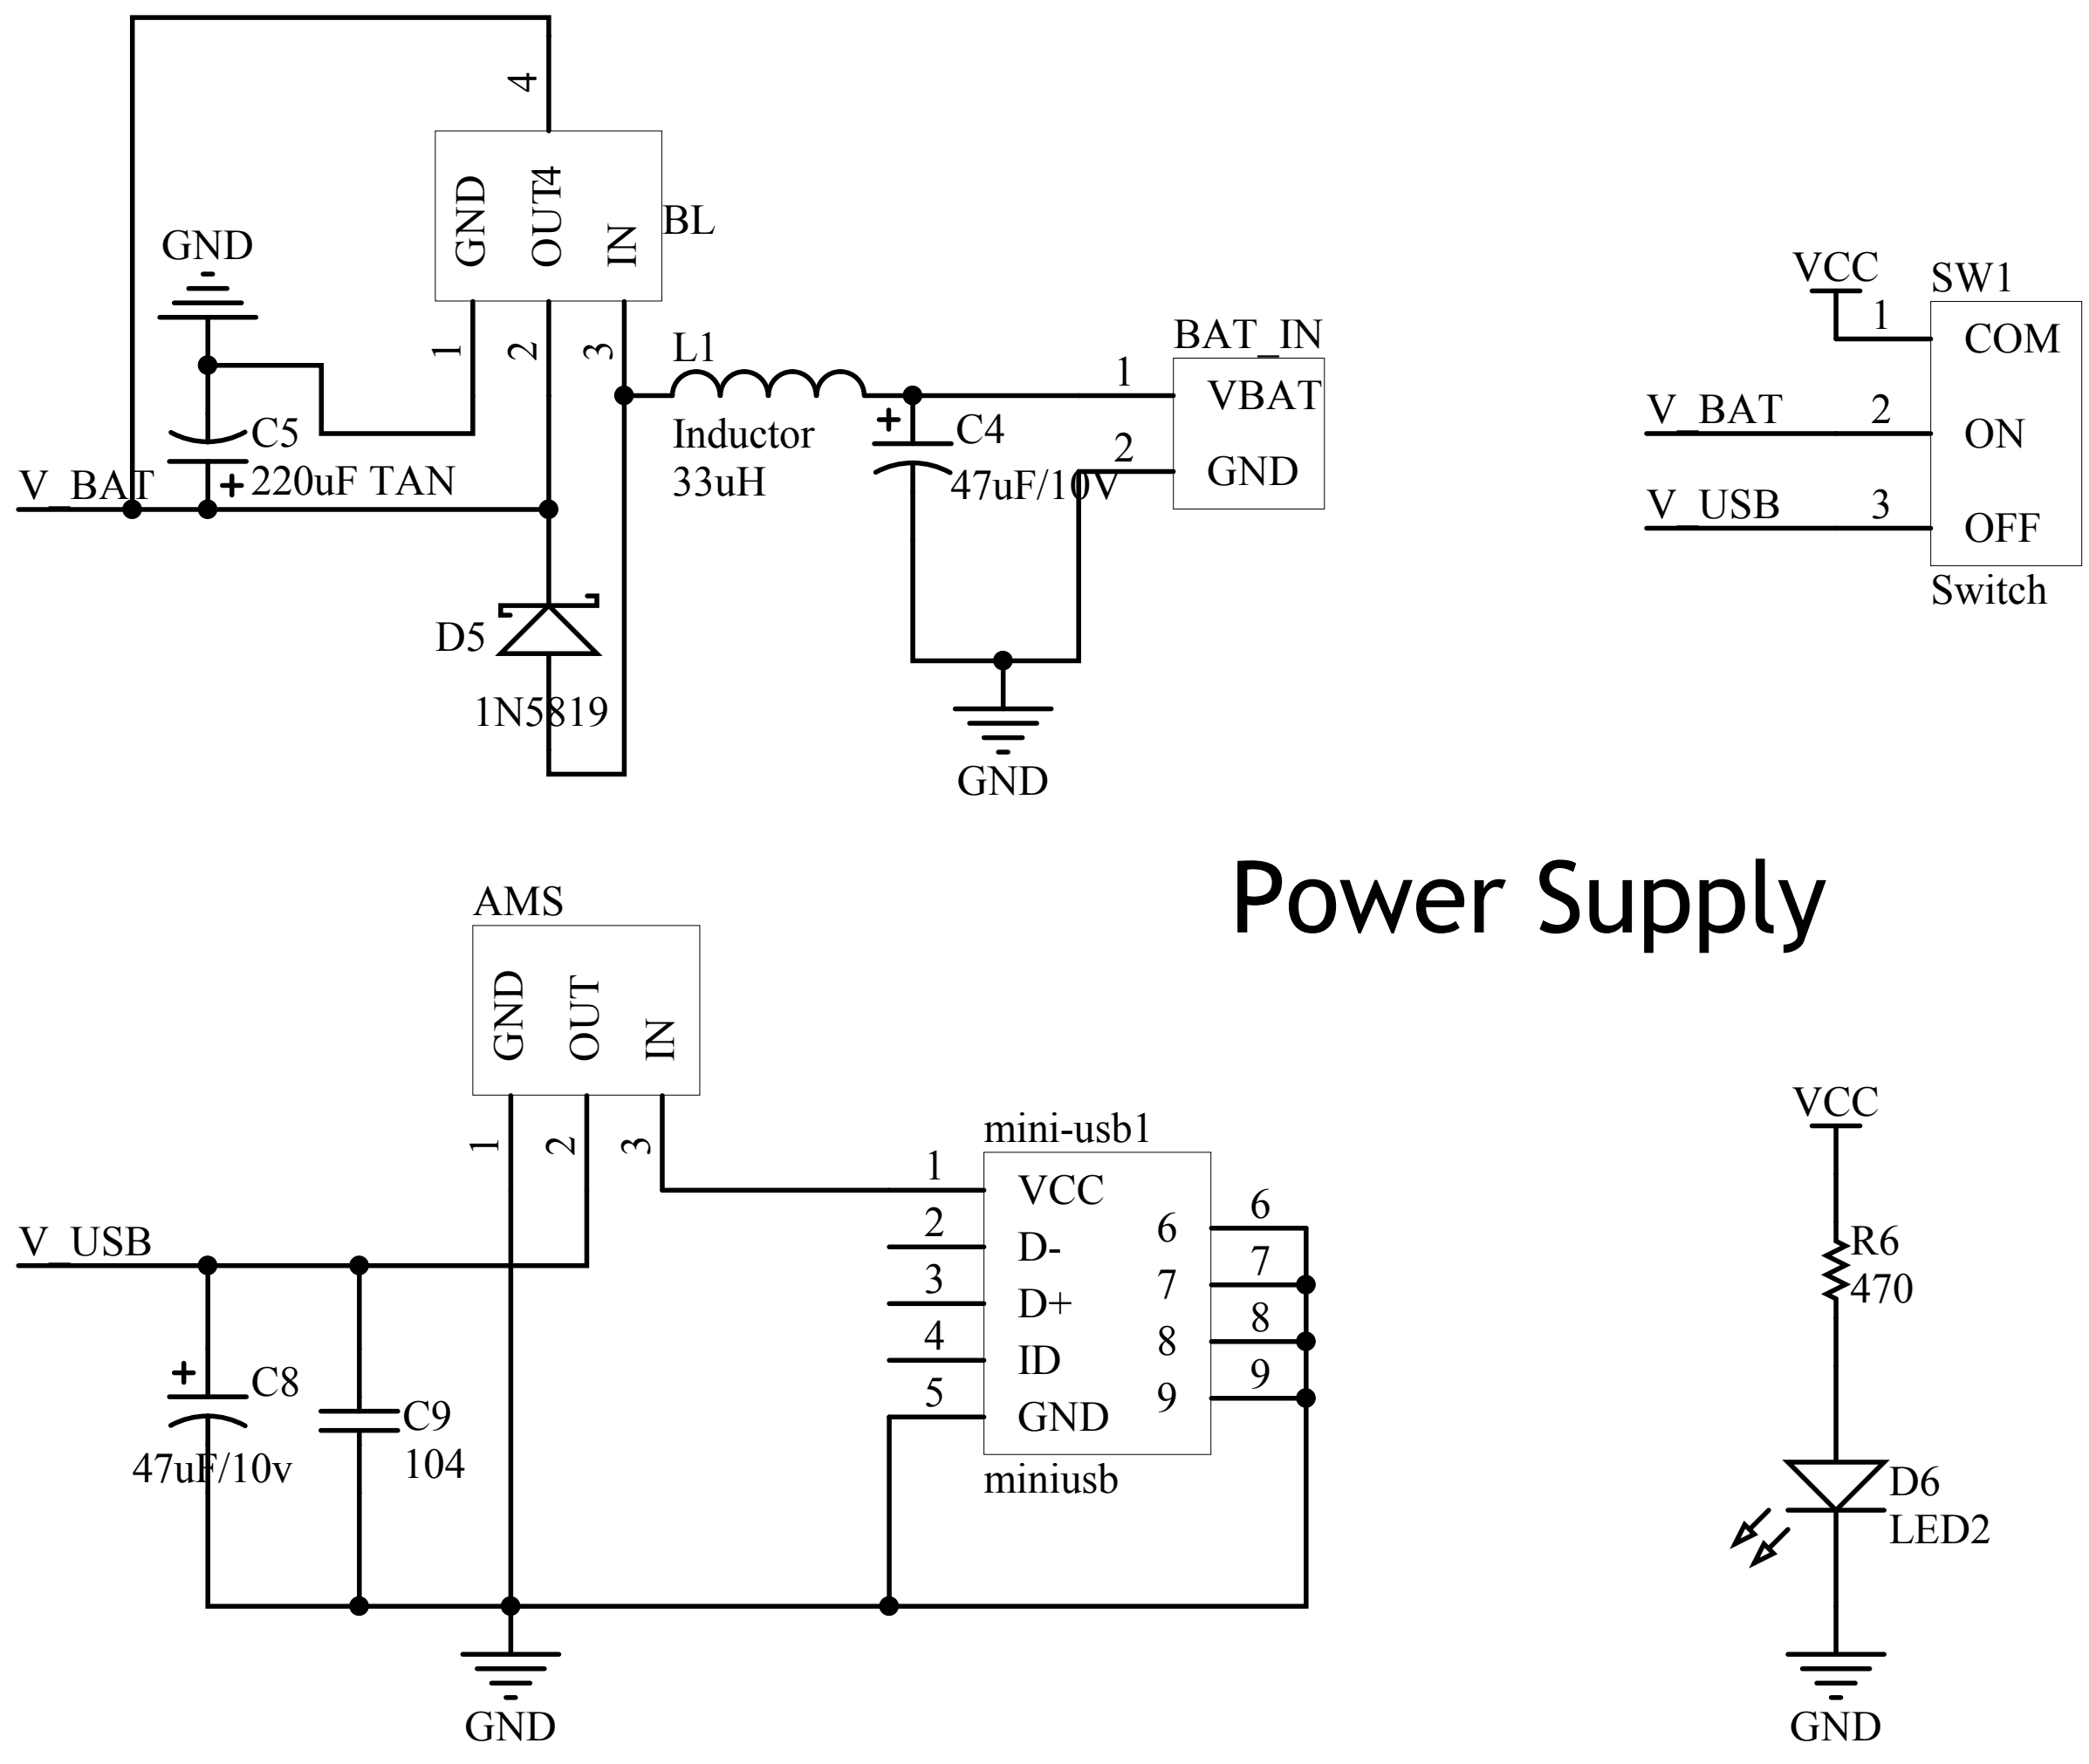 4
GND
OUT4
IN
BL
GND
1
2
3
C5
220uF TAN
V_BAT
L1
Inductor
33uH
C4
47uF/10V
BAT_IN
1
VBAT
2
GND
D5
1N5819
GND
VCC
SW1
1
COM
V_BAT
2
ON
V_USB
3
OFF
Switch
Power Supply
AMS
GND
OUT
IN
1
2
3
V_USB
C8
47uF/10v
C9
104
GND
mini-usb1
1
VCC
2
D-
3
D+
4
ID
5
GND
6
6
7
7
8
8
9
9
miniusb
VCC
R6
470
D6
LED2
GND